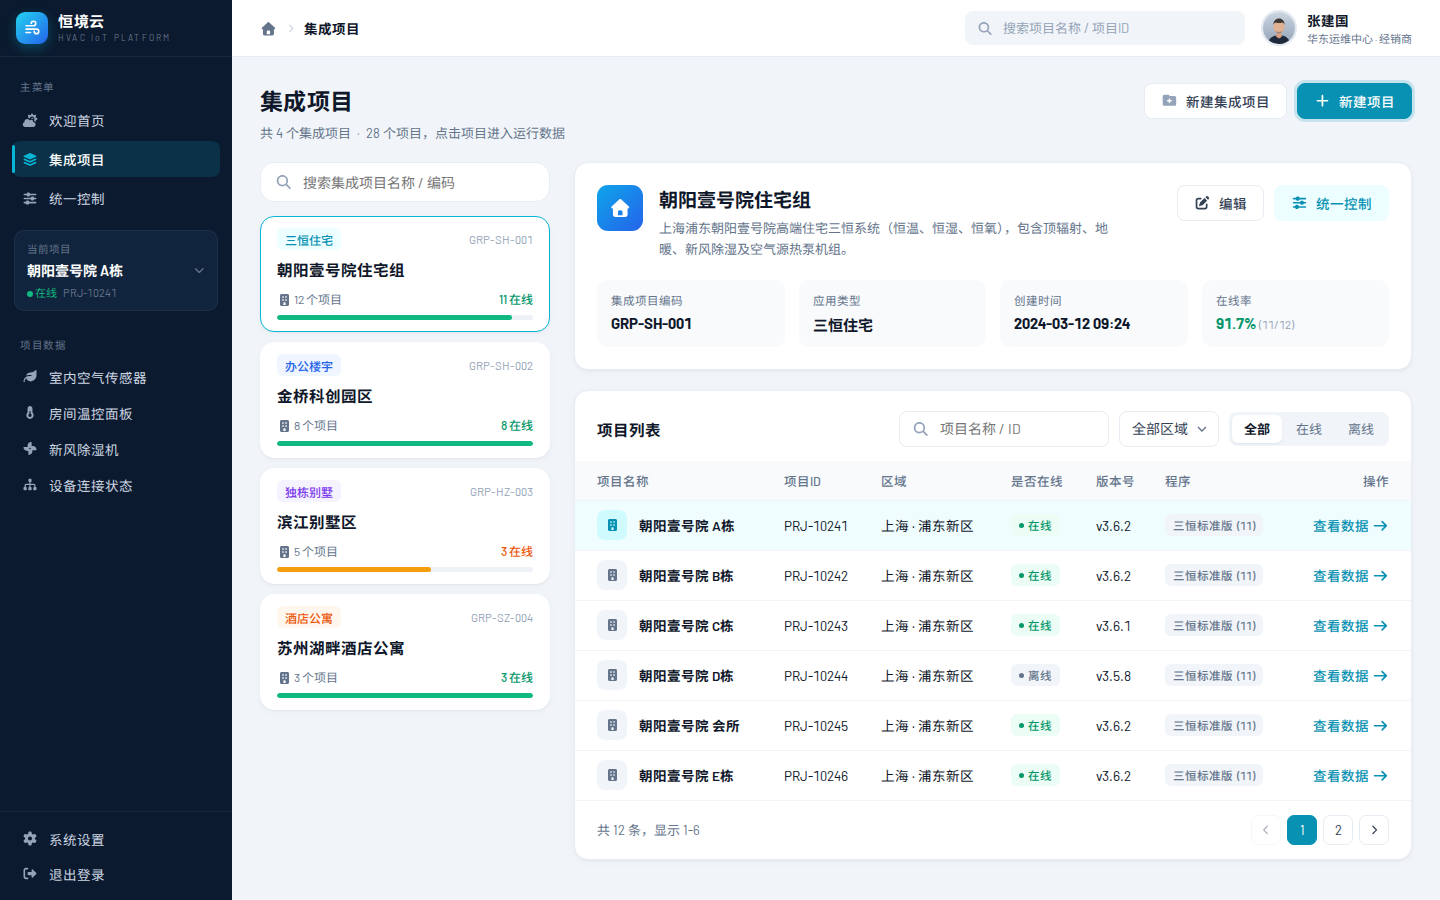 恒境云
HVAC IoT PLATFORM
主菜单
欢迎首页
集成项目
统一控制
当前项目
朝阳壹号院 A栋
在线 PRJ-10241
项目数据
室内空气传感器
房间温控面板
新风除湿机
设备连接状态
系统设置
退出登录
集成项目
搜索项目名称 / 项目ID
张建国
华东运维中心 · 经销商
集成项目
共 4 个集成项目 · 28 个项目，点击项目进入运行数据
新建集成项目
新建项目
搜索集成项目名称 / 编码
三恒住宅 GRP-SH-001
朝阳壹号院住宅组
12 个项目 11 在线
办公楼宇 GRP-SH-002
金桥科创园区
8 个项目 8 在线
独栋别墅 GRP-HZ-003
滨江别墅区
5 个项目 3 在线
酒店公寓 GRP-SZ-004
苏州湖畔酒店公寓
3 个项目 3 在线
朝阳壹号院住宅组
上海浦东朝阳壹号院高端住宅三恒系统（恒温、恒湿、恒氧），包含顶辐射、地
暖、新风除湿及空气源热泵机组。
编辑
统一控制
集成项目编码
GRP-SH-001
应用类型
三恒住宅
创建时间
2024-03-12 09:24
在线率
91.7% (11/12)
项目列表
项目名称 / ID
全部区域
全部 在线 离线
项目名称 项目ID 区域 是否在线 版本号 程序 操作
朝阳壹号院 A栋 PRJ-10241 上海 · 浦东新区 在线 v3.6.2 三恒标准版 (11) 查看数据
朝阳壹号院 B栋 PRJ-10242 上海 · 浦东新区 在线 v3.6.2 三恒标准版 (11) 查看数据
朝阳壹号院 C栋 PRJ-10243 上海 · 浦东新区 在线 v3.6.1 三恒标准版 (11) 查看数据
朝阳壹号院 D栋 PRJ-10244 上海 · 浦东新区 离线 v3.5.8 三恒标准版 (11) 查看数据
朝阳壹号院 会所 PRJ-10245 上海 · 浦东新区 在线 v3.6.2 三恒标准版 (11) 查看数据
朝阳壹号院 E栋 PRJ-10246 上海 · 浦东新区 在线 v3.6.2 三恒标准版 (11) 查看数据
共 12 条，显示 1-6
1 2